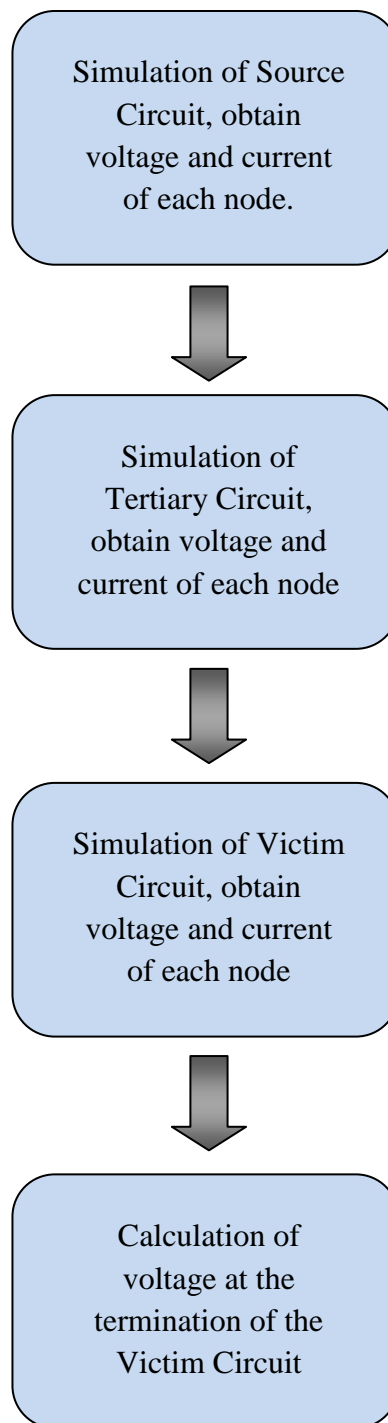 Simulation of Source
Circuit, obtain
voltage and current
of each node.
Simulation of
Tertiary Circuit,
obtain voltage and
current of each node
Simulation of Victim
Circuit, obtain
voltage and current
of each node
Calculation of
voltage at the
termination of the
Victim Circuit